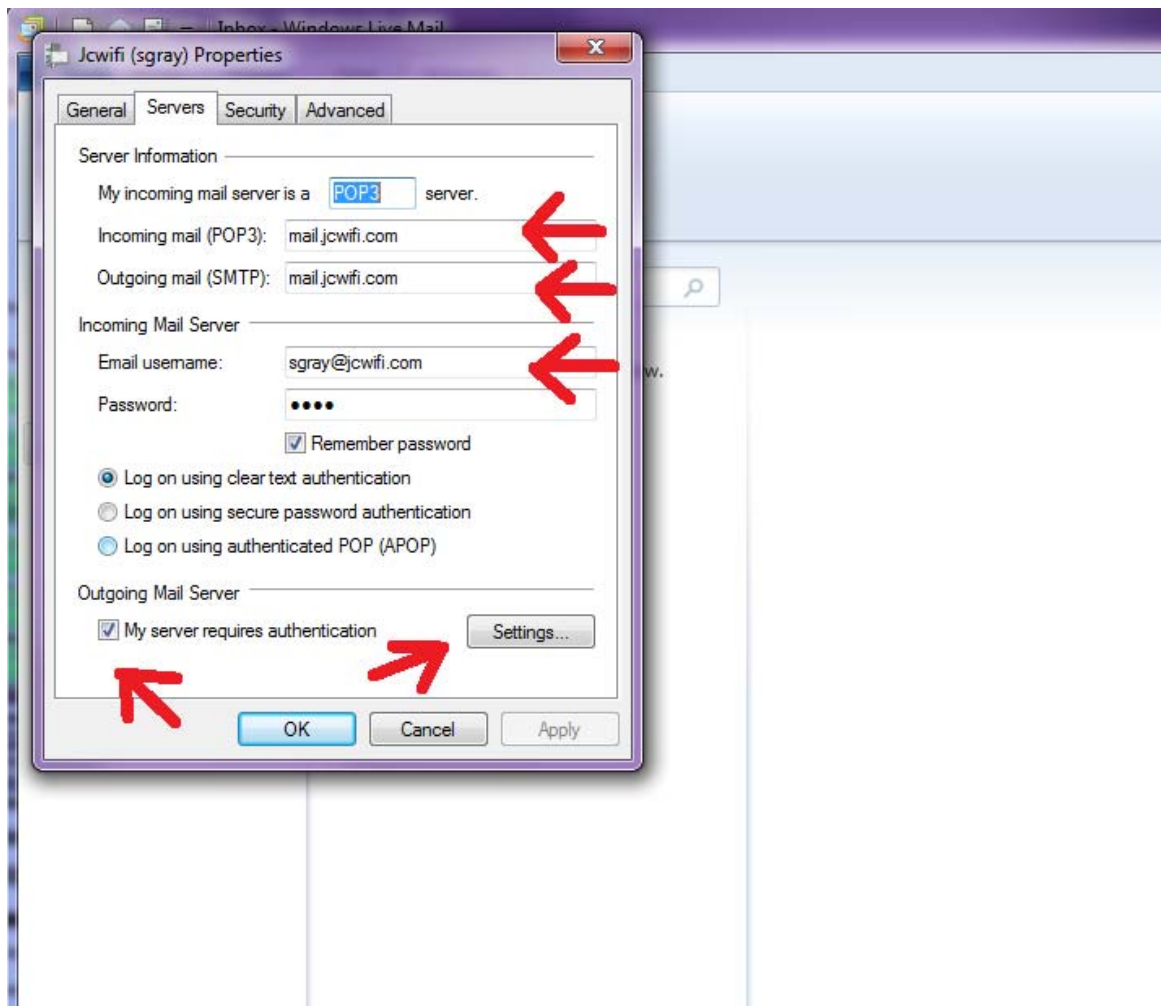 Inbox - Windows Live Mail
Jcwifi (sgray) Properties
X
General Servers Security Advanced
Server Information
My incoming mail server is a POP3 server.
Incoming mail (POP3): mail.jcwifi.com
Outgoing mail (SMTP): mail.jcwifi.com
Incoming Mail Server
Email username: sgray@jcwifi.com
w.
Password: ••••
Remember password
Log on using clear text authentication
Log on using secure password authentication
Log on using authenticated POP (APOP)
Outgoing Mail Server
My server requires authentication Settings...
OK Cancel Apply